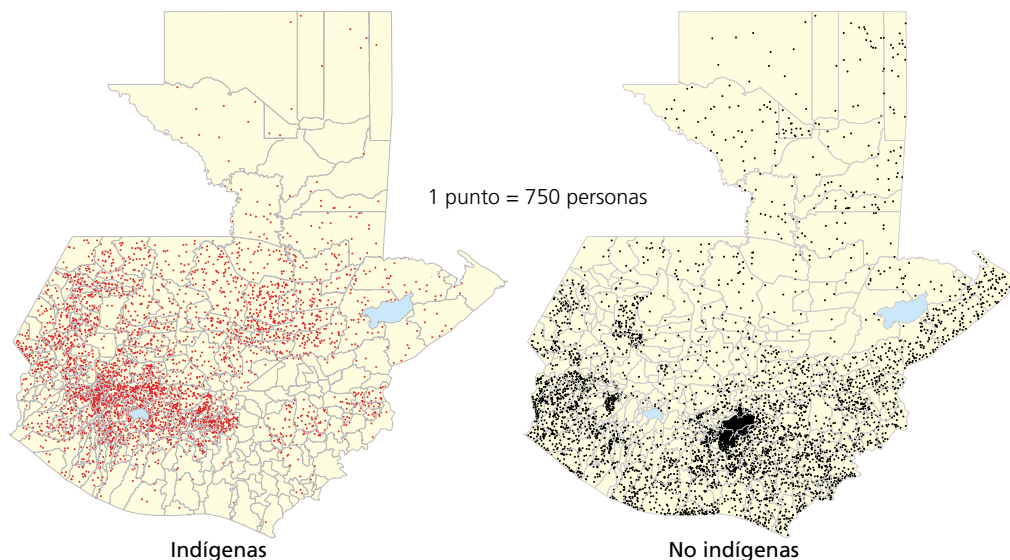 1 punto = 750 personas
Indígenas
No indígenas